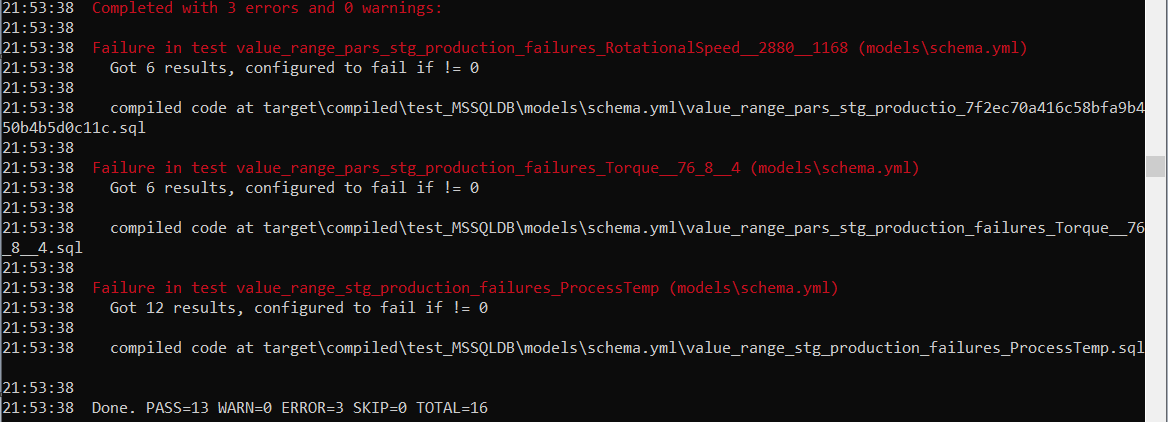 21:53:38  Completed with 3 errors and 0 warnings:
21:53:38
21:53:38  Failure in test value_range_pars_stg_production_failures_RotationalSpeed__2880__1168 (models\schema.yml)
21:53:38    Got 6 results, configured to fail if != 0
21:53:38
21:53:38    compiled code at target\compiled\test_MSSQLDB\models\schema.yml\value_range_pars_stg_productio_7f2ec70a416c58bfa9b4
50b4b5d0c11c.sql
21:53:38
21:53:38  Failure in test value_range_pars_stg_production_failures_Torque__76_8__4 (models\schema.yml)
21:53:38    Got 6 results, configured to fail if != 0
21:53:38
21:53:38    compiled code at target\compiled\test_MSSQLDB\models\schema.yml\value_range_pars_stg_production_failures_Torque__76
_8__4.sql
21:53:38
21:53:38  Failure in test value_range_stg_production_failures_ProcessTemp (models\schema.yml)
21:53:38    Got 12 results, configured to fail if != 0
21:53:38
21:53:38    compiled code at target\compiled\test_MSSQLDB\models\schema.yml\value_range_stg_production_failures_ProcessTemp.sql
21:53:38
21:53:38  Done. PASS=13 WARN=0 ERROR=3 SKIP=0 TOTAL=16